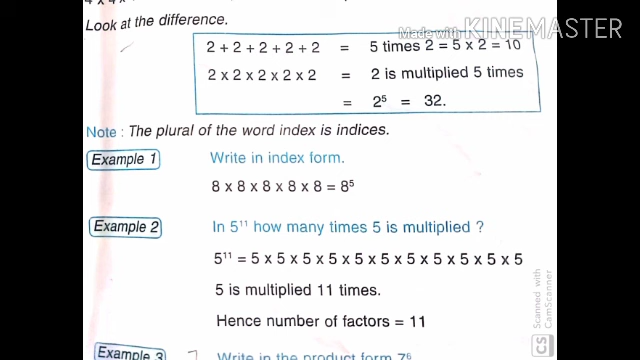 4 x 4 x
Look at the difference.
Made with KINEMASTER
2 + 2 + 2 + 2 + 2 = 5 times 2 = 5 x 2 = 10
2 x 2 x 2 x 2 x 2 = 2 is multiplied 5 times
= 2⁵ = 32.
Note : The plural of the word index is indices.
Example 1 Write in index form.
8 x 8 x 8 x 8 x 8 = 8⁵
Example 2 In 5¹¹ how many times 5 is multiplied ?
5¹¹ = 5 x 5 x 5 x 5 x 5 x 5 x 5 x 5 x 5 x 5 x 5
5 is multiplied 11 times.
Hence number of factors = 11
Example 3 Write in the product form 7⁶
CS Scanned with
CamScanner